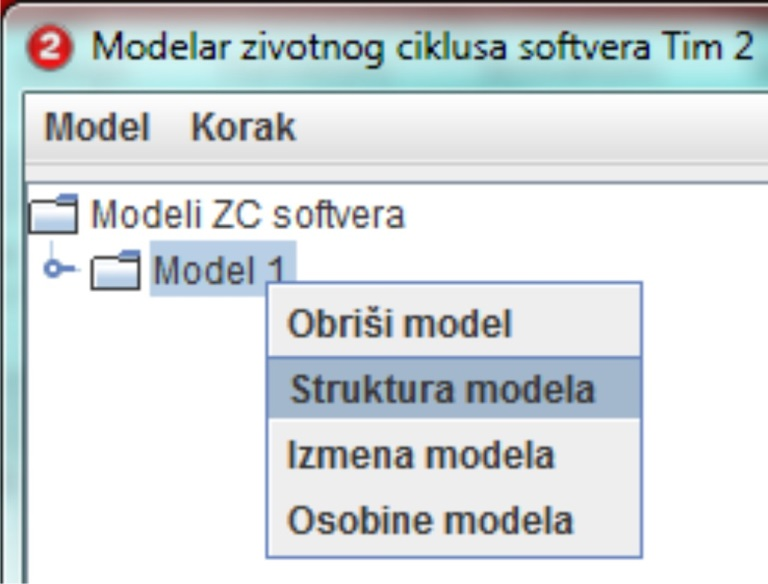 2 Modelar zivotnog ciklusa softvera Tim 2
Model Korak
Modeli ZC softvera
Model 1
Obriši model
Struktura modela
Izmena modela
Osobine modela